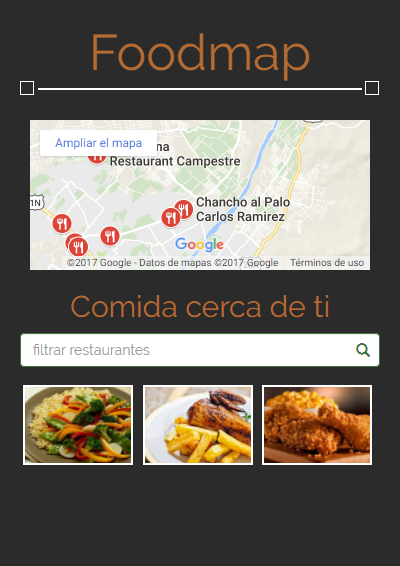 Foodmap
Ampliar el mapa
na
Restaurant Campestre
Chancho al Palo
Carlos Ramirez
1N
Google
©2017 Google - Datos de mapas ©2017 Google
Términos de uso
Comida cerca de ti
filtrar restaurantes